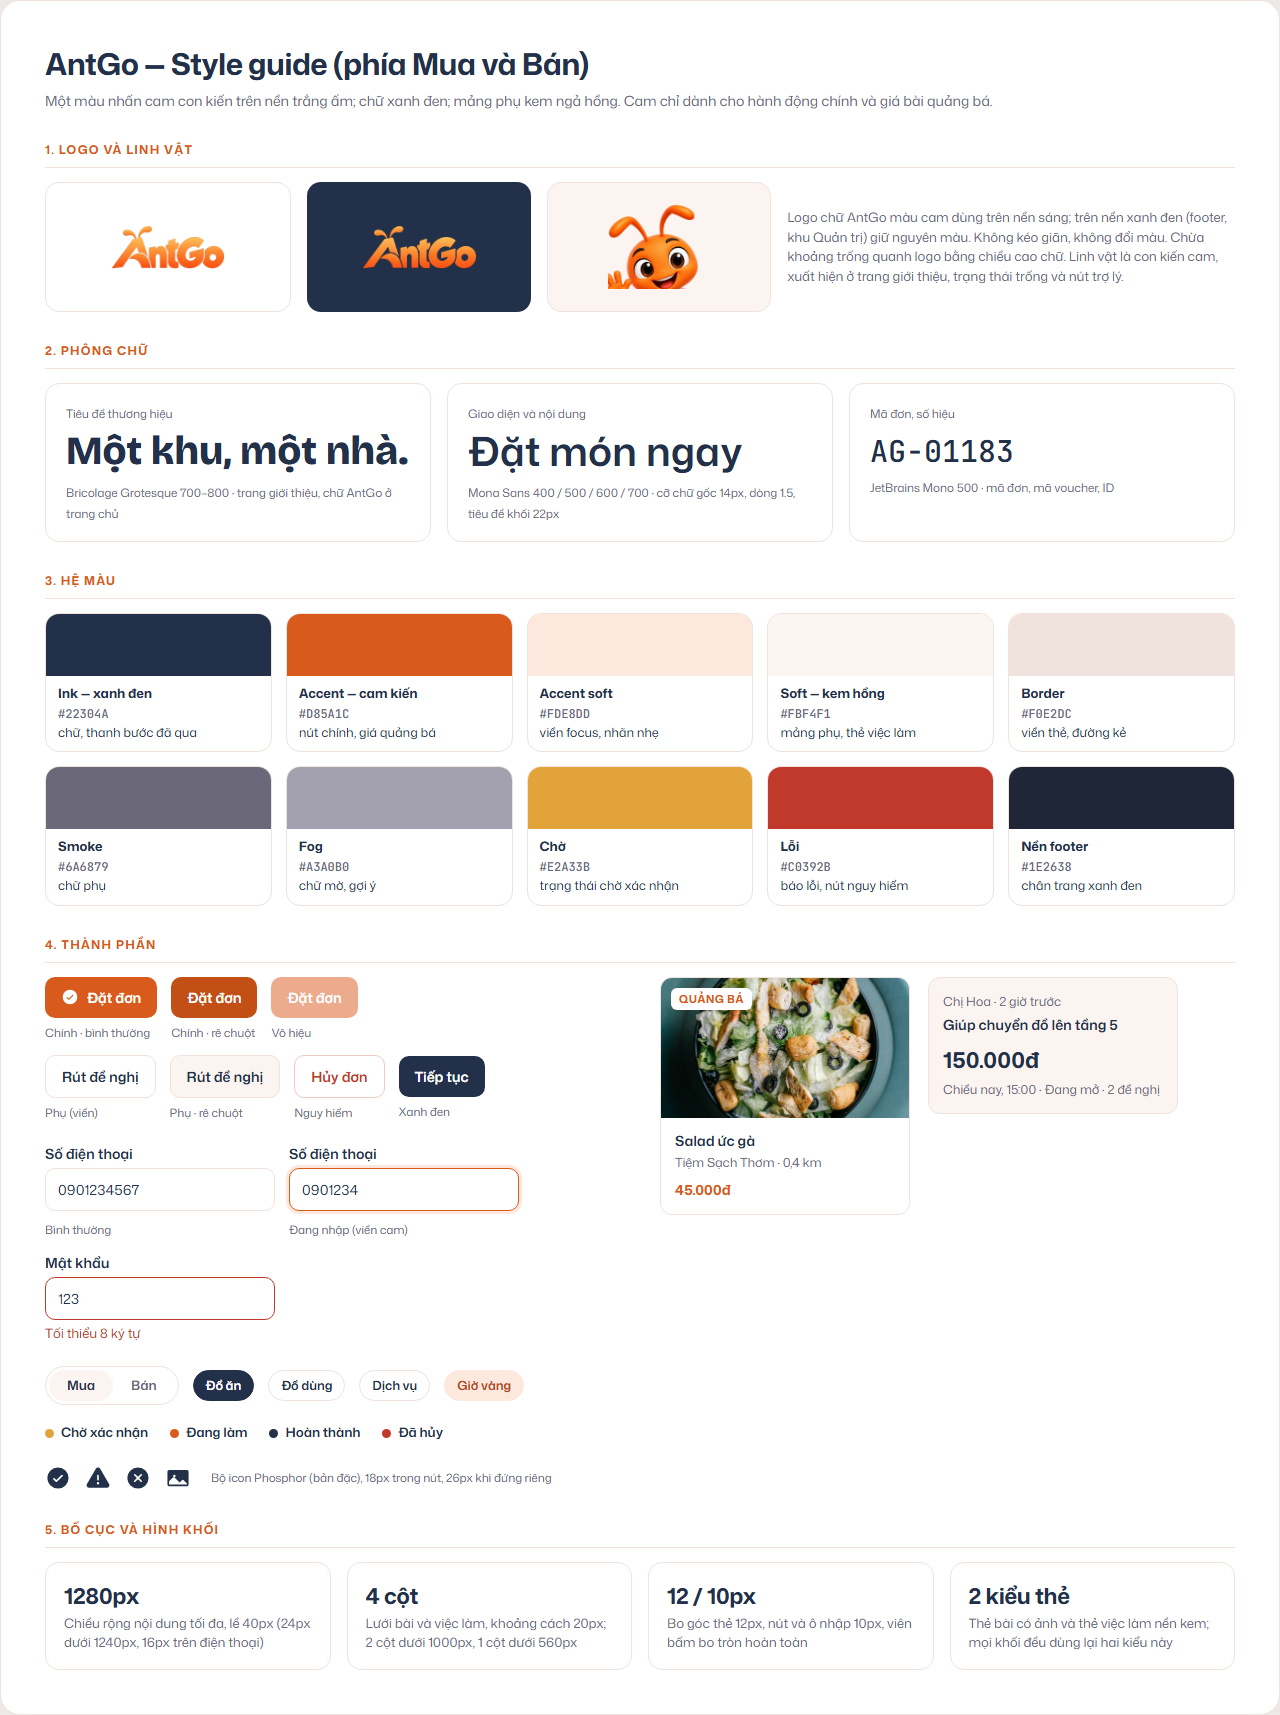 AntGo — Style guide (phía Mua và Bán)
Một màu nhấn cam con kiến trên nền trắng ấm; chữ xanh đen; mảng phụ kem ngả hồng. Cam chỉ dành cho hành động chính và giá bài quảng bá.
1. LOGO VÀ LINH VẬT
AntGo
AntGo
Logo chữ AntGo màu cam dùng trên nền sáng; trên nền xanh đen (footer,
khu Quản trị) giữ nguyên màu. Không kéo giãn, không đổi màu. Chừa
khoảng trống quanh logo bằng chiều cao chữ. Linh vật là con kiến cam,
xuất hiện ở trang giới thiệu, trạng thái trống và nút trợ lý.
2. PHÔNG CHỮ
Tiêu đề thương hiệu
Một khu, một nhà.
Bricolage Grotesque 700–800 · trang giới thiệu, chữ AntGo ở
trang chủ
Giao diện và nội dung
Đặt món ngay
Mona Sans 400 / 500 / 600 / 700 · cỡ chữ gốc 14px, dòng 1.5,
tiêu đề khối 22px
Mã đơn, số hiệu
AG-01183
JetBrains Mono 500 · mã đơn, mã voucher, ID
3. HỆ MÀU
Ink — xanh đen
#22304A
chữ, thanh bước đã qua
Accent — cam kiến
#D85A1C
nút chính, giá quảng bá
Accent soft
#FDE8DD
viền focus, nhãn nhẹ
Soft — kem hồng
#FBF4F1
mảng phụ, thẻ việc làm
Border
#F0E2DC
viền thẻ, đường kẻ
Smoke
#6A6879
chữ phụ
Fog
#A3A0B0
chữ mờ, gợi ý
Chờ
#E2A33B
trạng thái chờ xác nhận
Lỗi
#C0392B
báo lỗi, nút nguy hiểm
Nền footer
#1E2638
chân trang xanh đen
4. THÀNH PHẦN
Đặt đơn
Đặt đơn
Đặt đơn
Chính · bình thường
Chính · rê chuột
Vô hiệu
Rút đề nghị
Rút đề nghị
Hủy đơn
Tiếp tục
Phụ (viền)
Phụ · rê chuột
Nguy hiểm
Xanh đen
Số điện thoại
Số điện thoại
0901234567
0901234
Bình thường
Đang nhập (viền cam)
Mật khẩu
123
Tối thiểu 8 ký tự
Mua
Bán
Đồ ăn
Đồ dùng
Dịch vụ
Giờ vàng
Chờ xác nhận
Đang làm
Hoàn thành
Đã hủy
Bộ icon Phosphor (bản đặc), 18px trong nút, 26px khi đứng riêng
QUẢNG BÁ
Salad ức gà
Tiệm Sạch Thơm · 0,4 km
45.000đ
Chị Hoa · 2 giờ trước
Giúp chuyển đồ lên tầng 5
150.000đ
Chiều nay, 15:00 · Đang mở · 2 đề nghị
5. BỐ CỤC VÀ HÌNH KHỐI
1280px
Chiều rộng nội dung tối đa, lề 40px (24px
dưới 1240px, 16px trên điện thoại)
4 cột
Lưới bài và việc làm, khoảng cách 20px;
2 cột dưới 1000px, 1 cột dưới 560px
12 / 10px
Bo góc thẻ 12px, nút và ô nhập 10px, viên
bấm bo tròn hoàn toàn
2 kiểu thẻ
Thẻ bài có ảnh và thẻ việc làm nền kem;
mọi khối đều dùng lại hai kiểu này